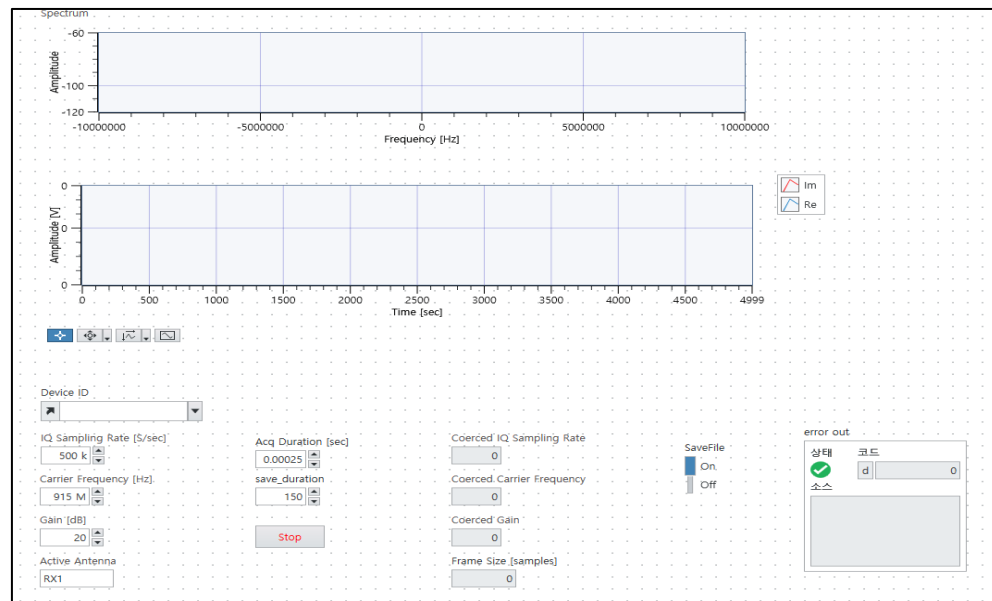 Spectrum
-60
-100
-120
Amplitude
-10000000 -5000000 0 5000000 10000000
Frequency [Hz]
0
0
0
Amplitude [V]
0 500 1000 1500 2000 2500 3000 3500 4000 4500 4999
Time [sec]
Im
Re
Device ID
IQ Sampling Rate [S/sec]
500 k
Carrier Frequency [Hz]
915 M
Gain [dB]
20
Active Antenna
RX1
Acq Duration [sec]
0.00025
save_duration
150
Stop
Coerced IQ Sampling Rate
0
Coerced Carrier Frequency
0
Coerced Gain
0
Frame Size [samples]
0
SaveFile
On
Off
error out
상태 코드
d 0
소스